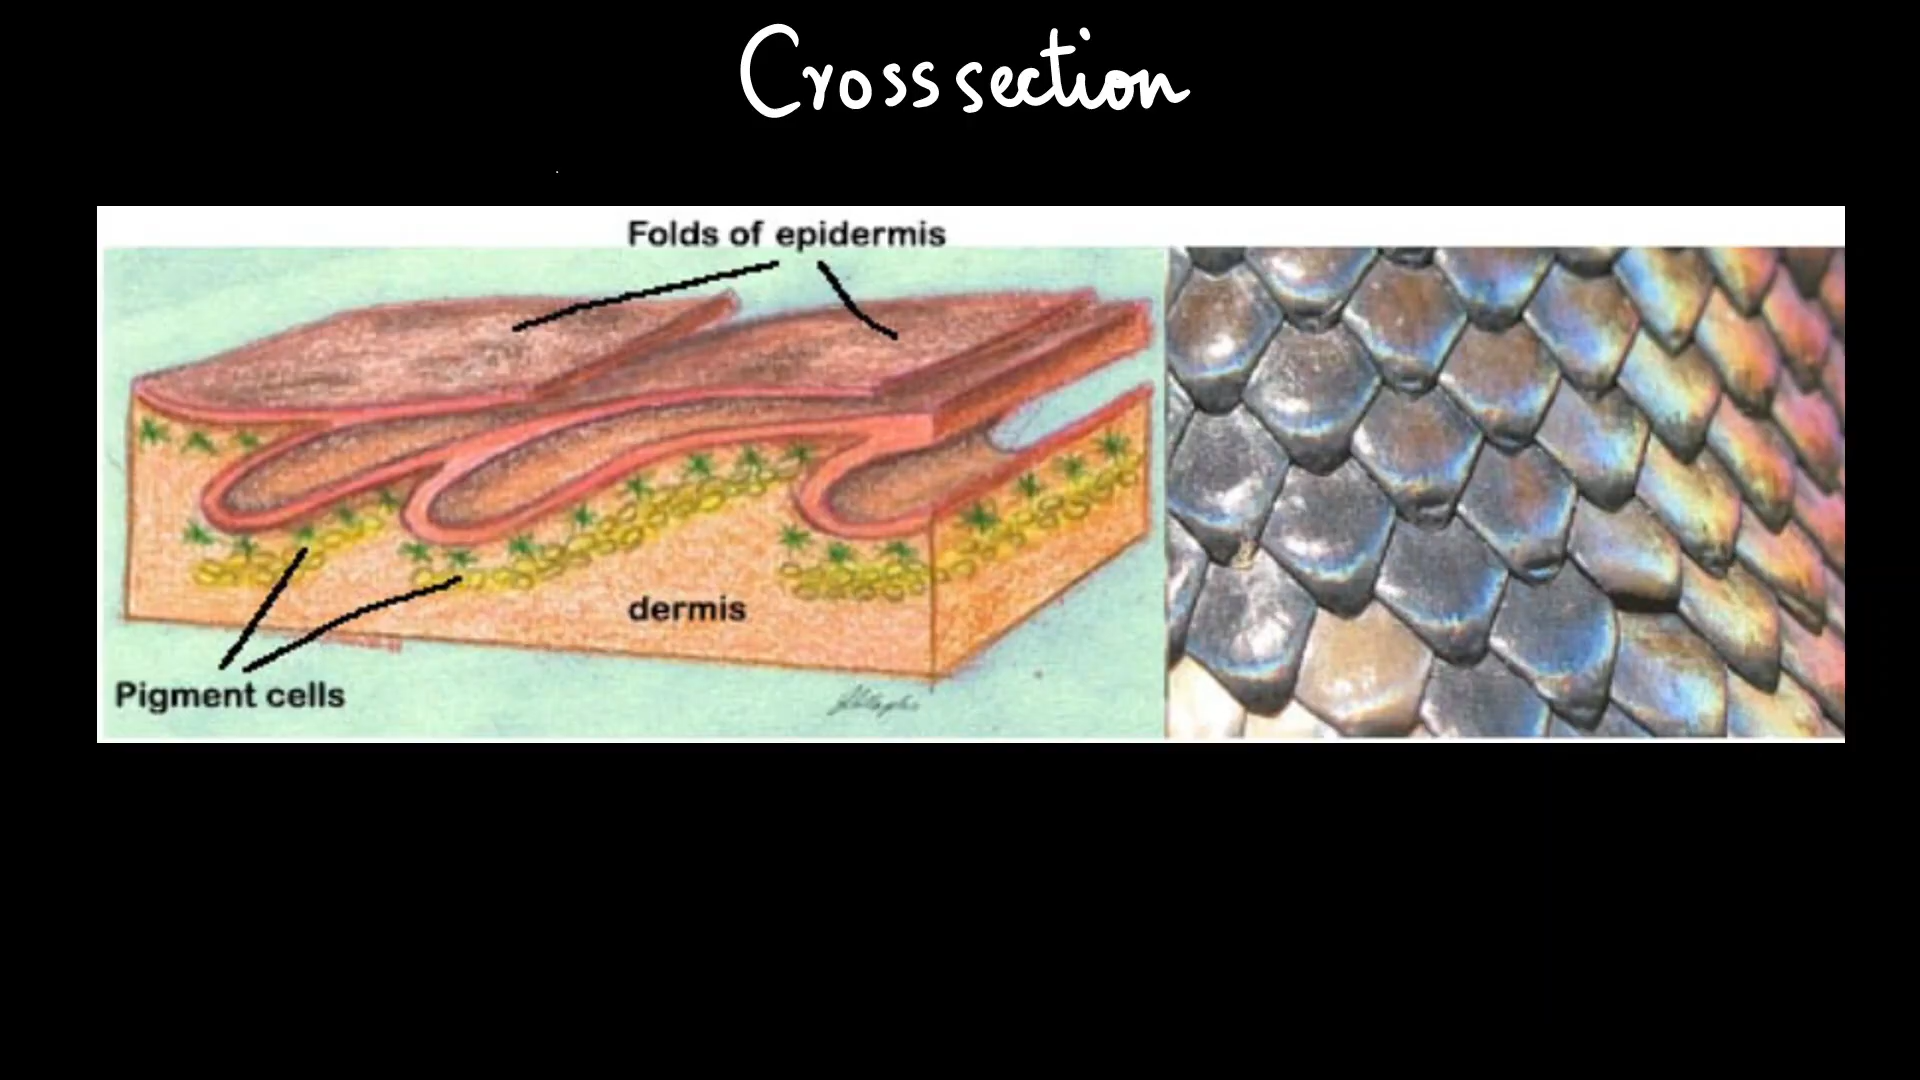 Cross section
Folds of epidermis
dermis
Pigment cells